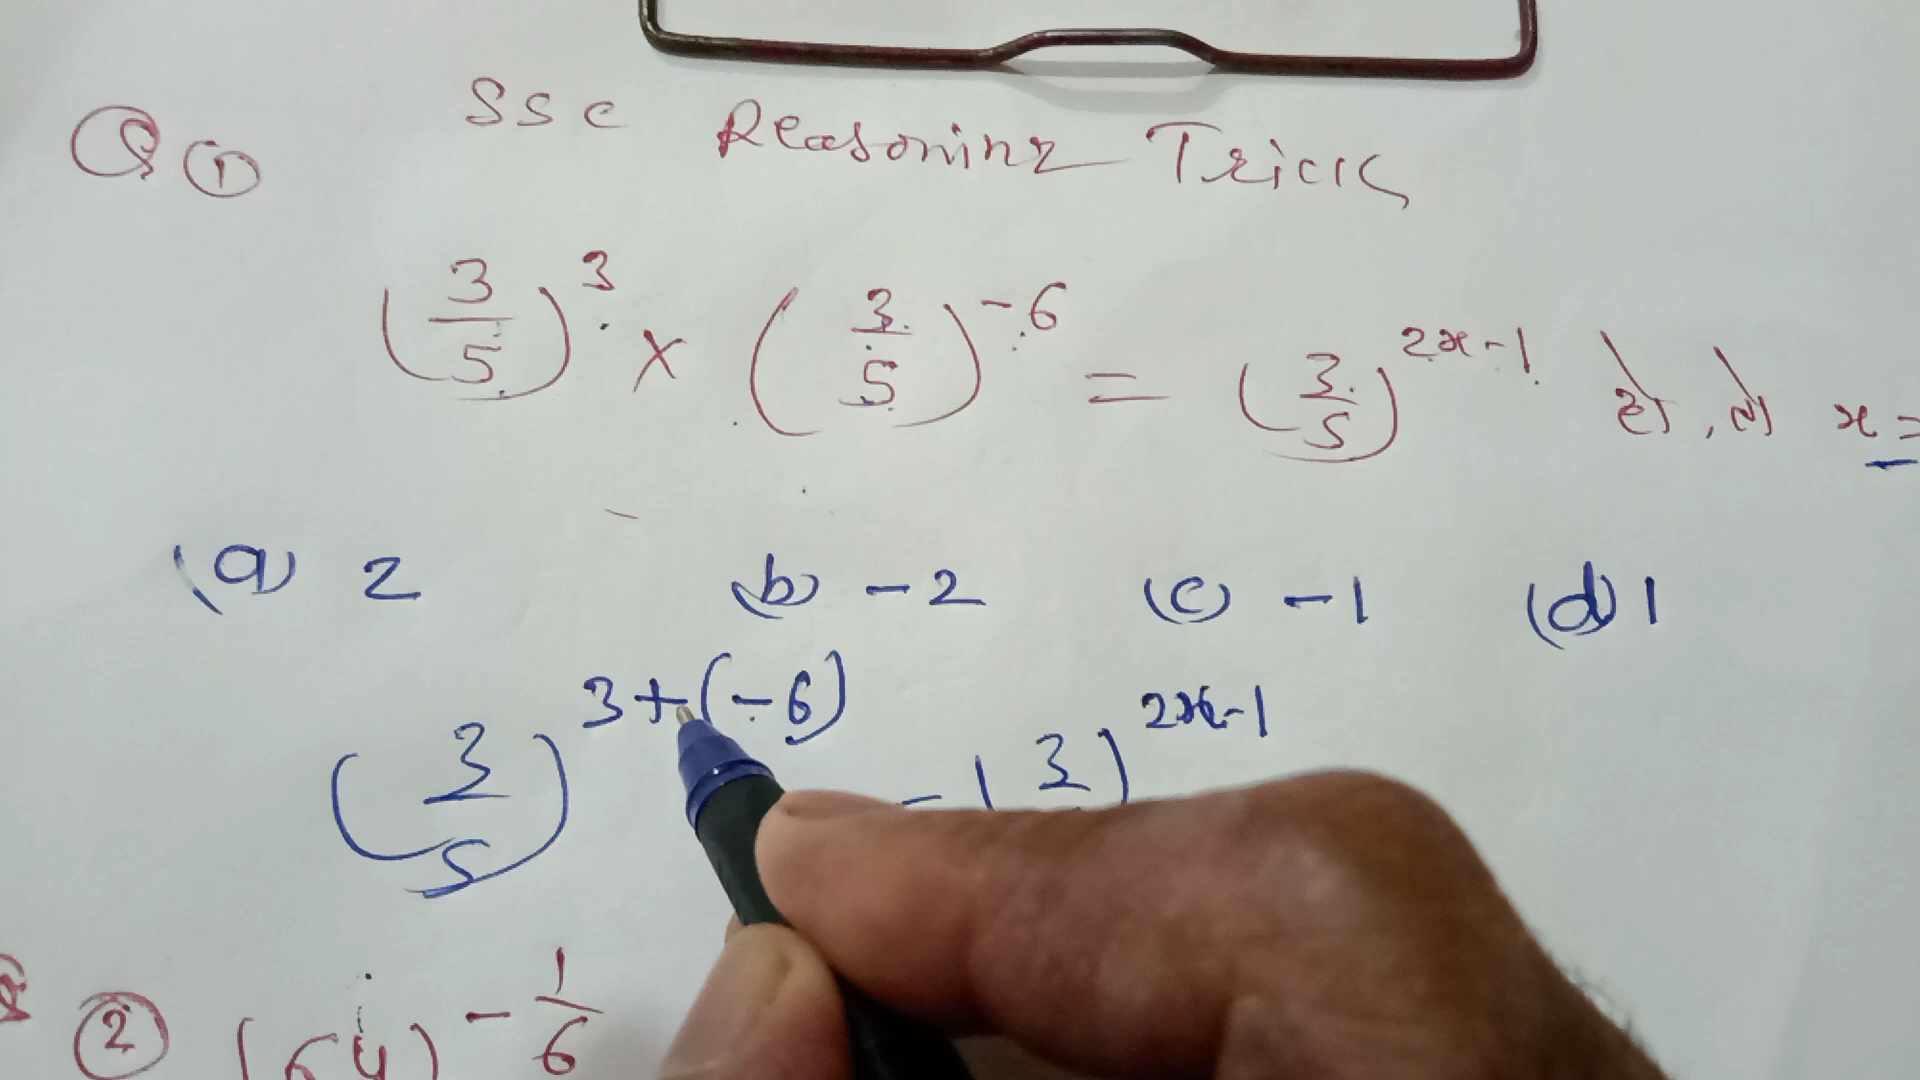 Q ① SSC Reasoning Trick
(3/5)^3 × (3/5)^-6 = (3/5)^2x-1 हो, तो x =
(a) 2 (b) -2 (c) -1 (d) 1
(3/5)^3+(-6) = (3/)^2x-1
② (64)^-1/6